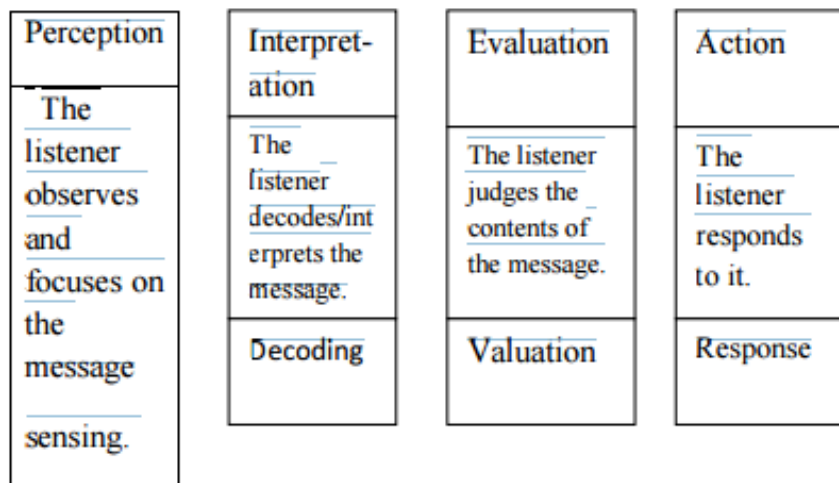 Perception
The
listener
observes
and
focuses on
the
message
sensing.
Interpret-
ation
The
listener
decodes/int
erprets the
message.
Decoding
Evaluation
The listener
judges the
contents of
the message.
Valuation
Action
The
listener
responds
to it.
Response